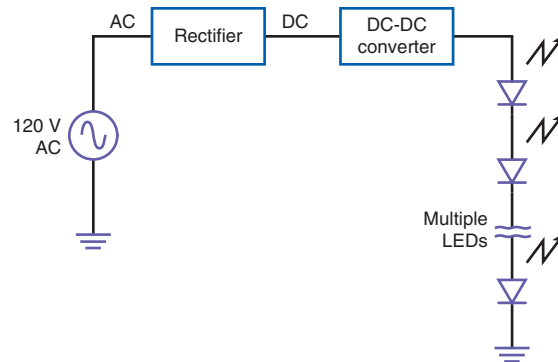 AC
Rectifier
DC
DC-DC
converter
120 V
AC
Multiple
LEDs